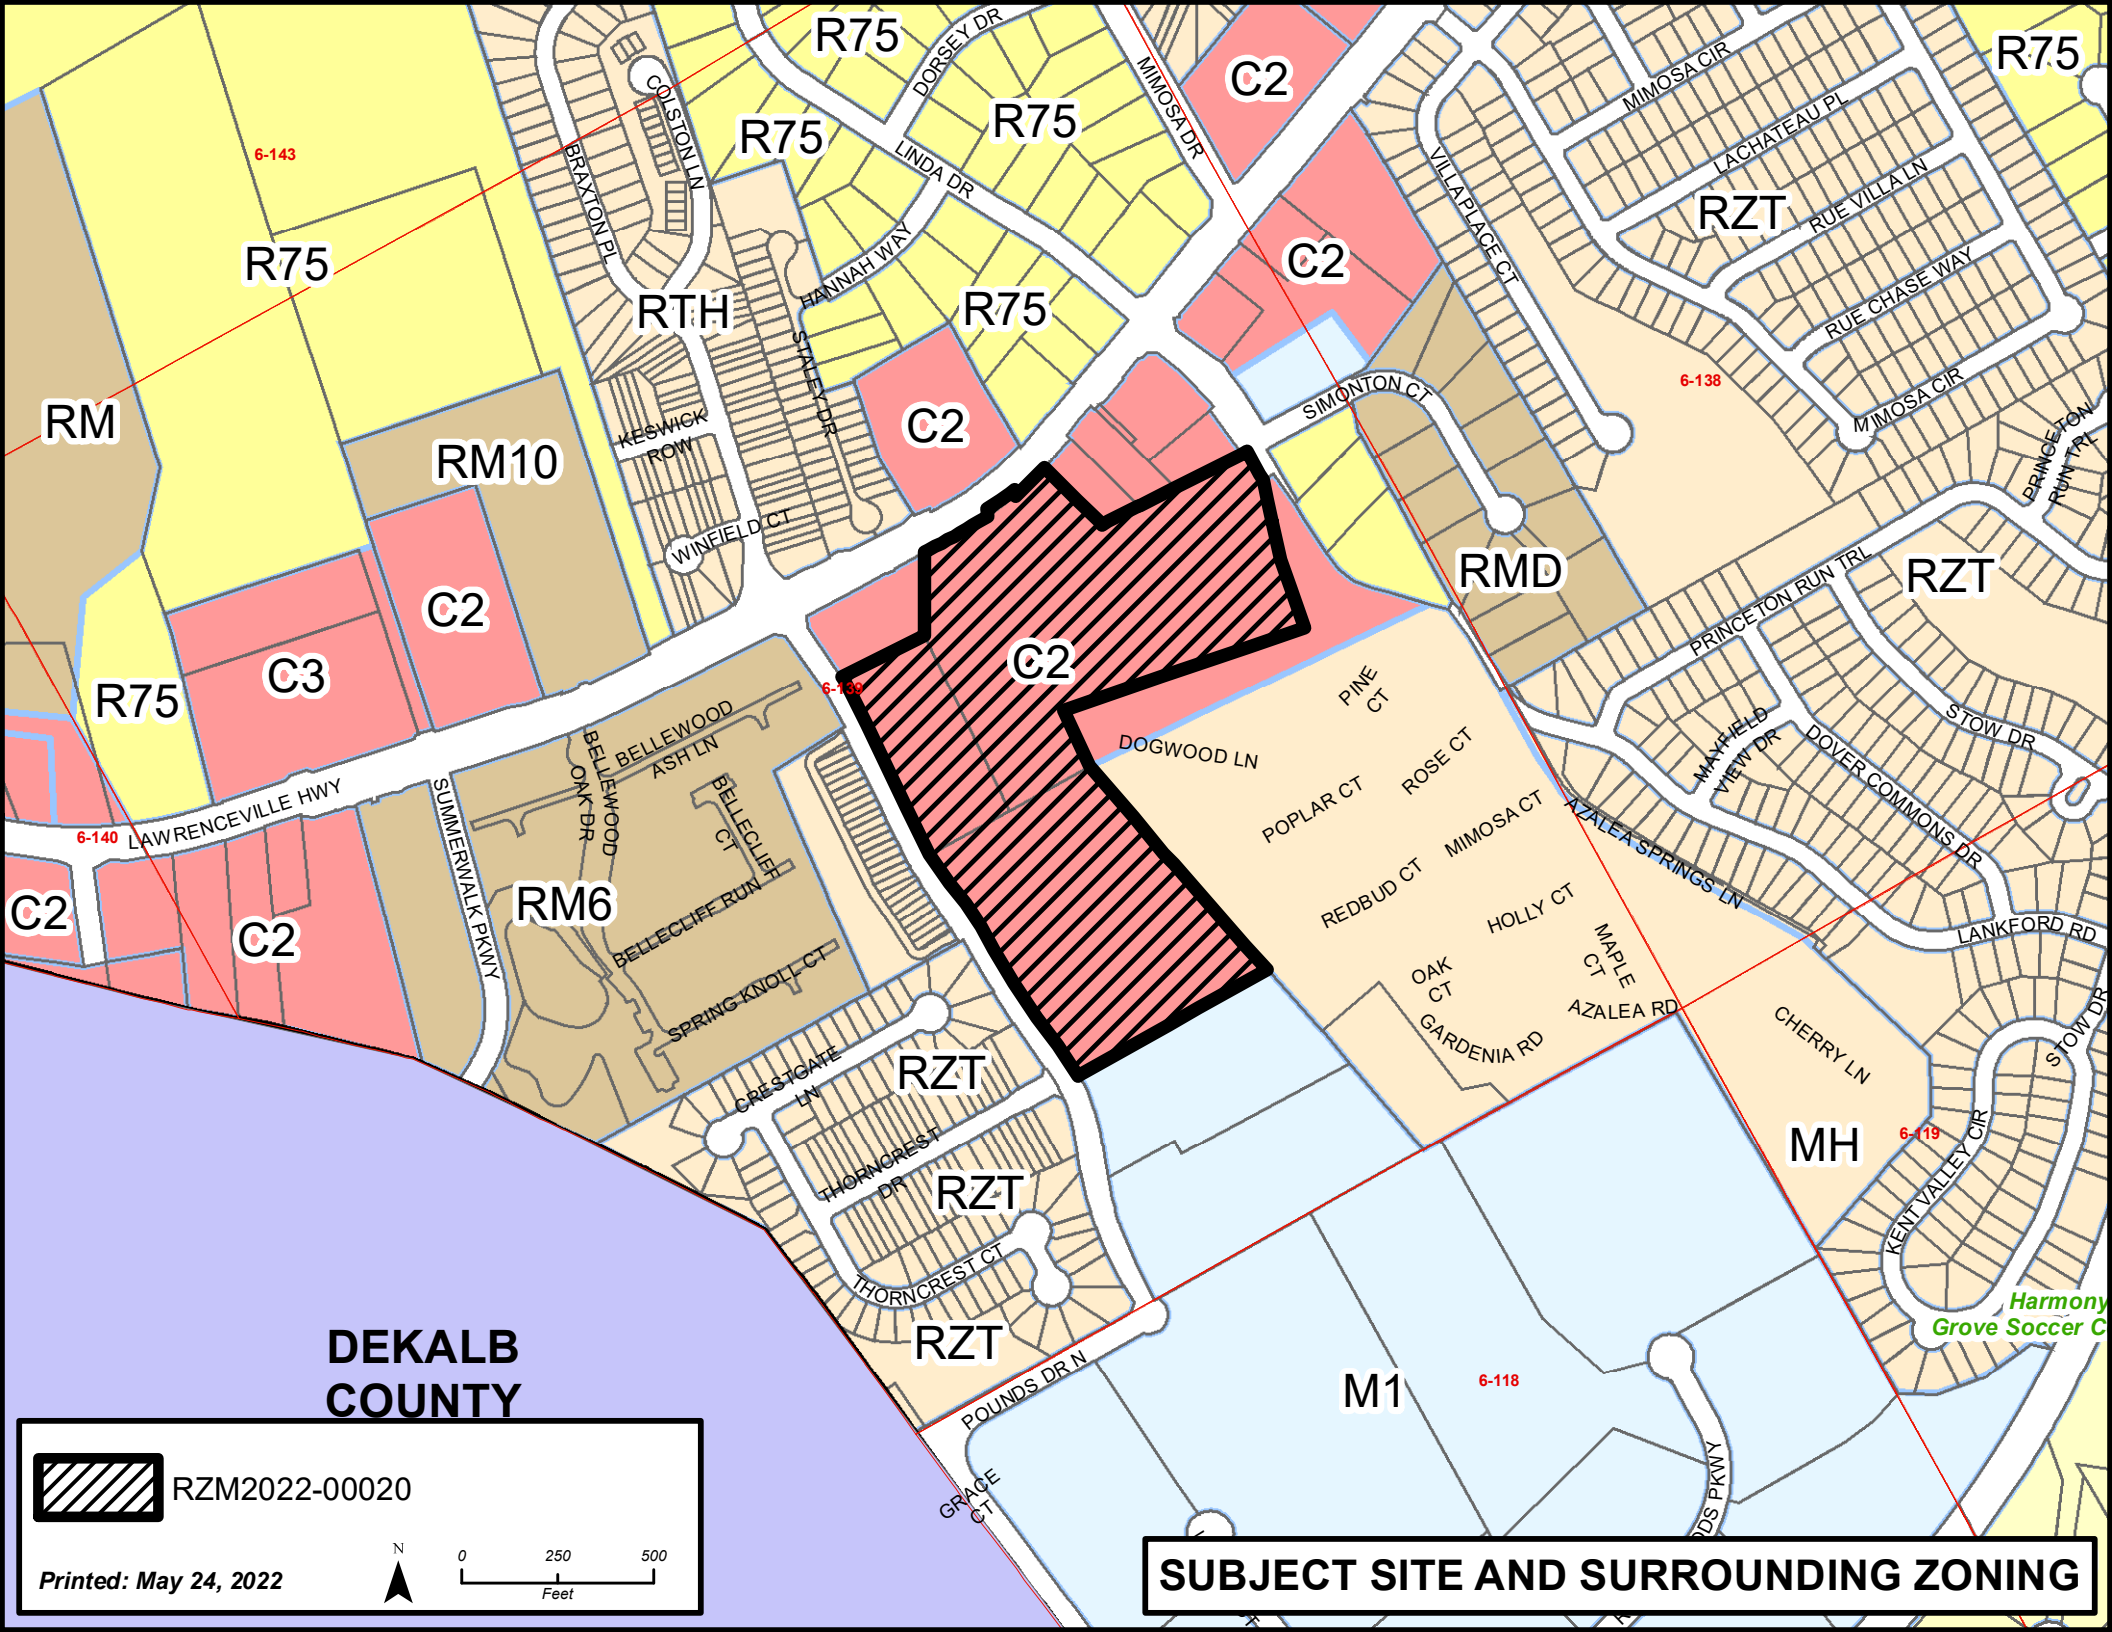 R75
DORSEY DR
C2
MIMOSA DR
MIMOSA CIR
R75
COLSTON LN
R75
R75
LACHATEAU PL
6-143
BRAXTON PL
LINDA DR
VILLA PLACE CT
RZT
RUE VILLA LN
R75
HANNAH WAY
C2
RUE CHASE WAY
RTH
R75
STALEY DR
6-138
MIMOSA CIR
SIMONTON CT
RM
KESWICK
ROW
C2
PRINCETON
RUN TRL
RM10
WINFIELD CT
RMD
RZT
PRINCETON RUN TRL
C2
C3
R75
C2
6-139
PINE
CT
BELLEWOOD
ASH LN
BELLEWOOD
OAK DR
DOGWOOD LN
ROSE CT
MAYFIELD
VIEW DR
STOW DR
DOVER COMMONS DR
BELLECLIFF
CT
POPLAR CT
MIMOSA CT
AZALEA SPRINGS LN
LAWRENCEVILLE HWY
6-140
SUMMERWALK PKWY
RM6
BELLECLIFF RUN
REDBUD CT
HOLLY CT
C2
C2
LANKFORD RD
SPRING KNOLL CT
OAK
CT
MAPLE
CT
GARDENIA RD
AZALEA RD
CHERRY LN
STOW DR
CRESTGATE
LN
RZT
THORNCREST
DR
MH
6-119
KENT VALLEY CIR
RZT
THORNCREST CT
RZT
Harmony
Grove Soccer C
DEKALB
COUNTY
POUNDS DR N
M1
6-118
GRACE
CT
ODS PKWY
RZM2022-00020
N
0 250 500
Feet
Printed: May 24, 2022
SUBJECT SITE AND SURROUNDING ZONING